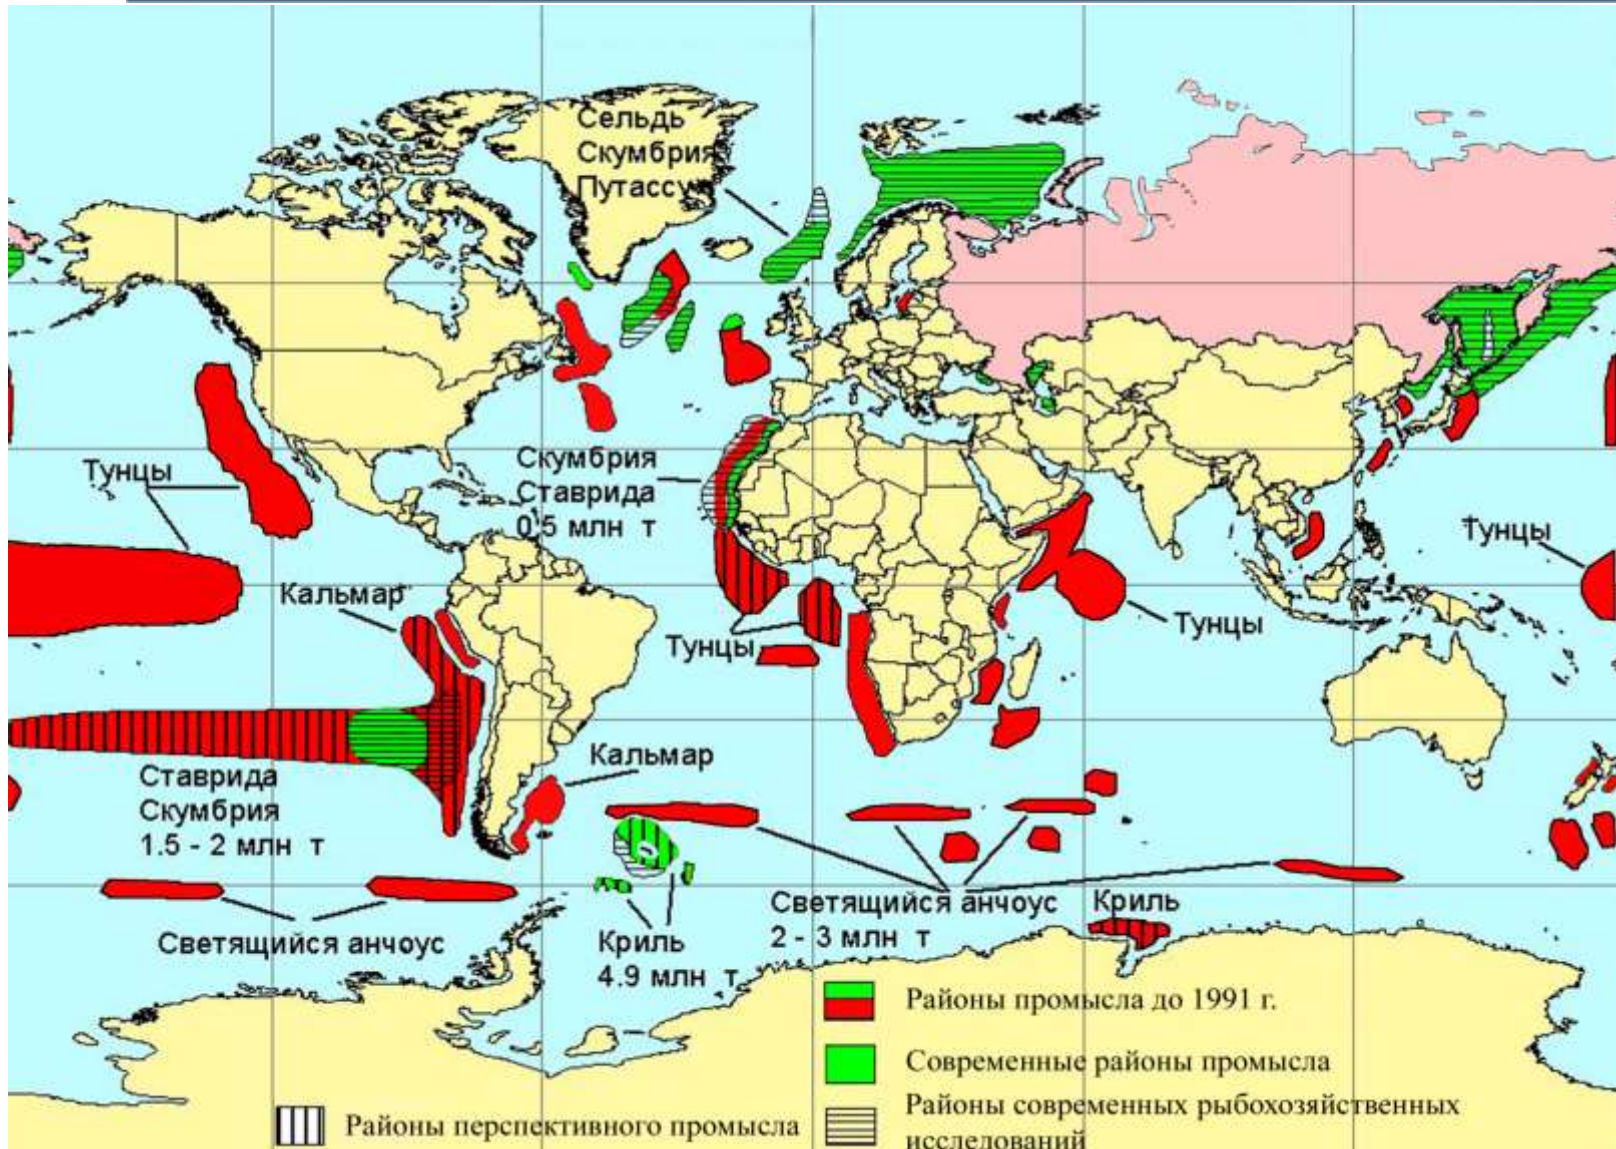 Сельдь
Скумбрия
Путассу
Тунцы
Скумбрия
Ставрида
0.5 млн т
Тунцы
Кальмар
Тунцы
Тунцы
Ставрида
Скумбрия
1.5 - 2 млн т
Кальмар
Светящийся анчоус
Криль
4.9 млн т
Светящийся анчоус
2 - 3 млн т
Криль
Районы промысла до 1991 г.
Современные районы промысла
Районы перспективного промысла
Районы современных рыбохозяйственных
исследований